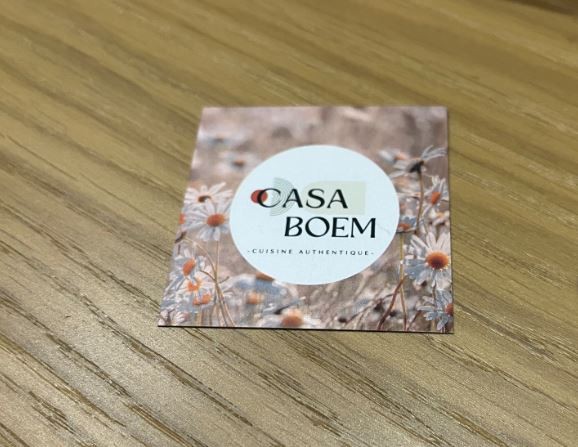 CASA
BOEM
-CUISINE AUTHENTIQUE-